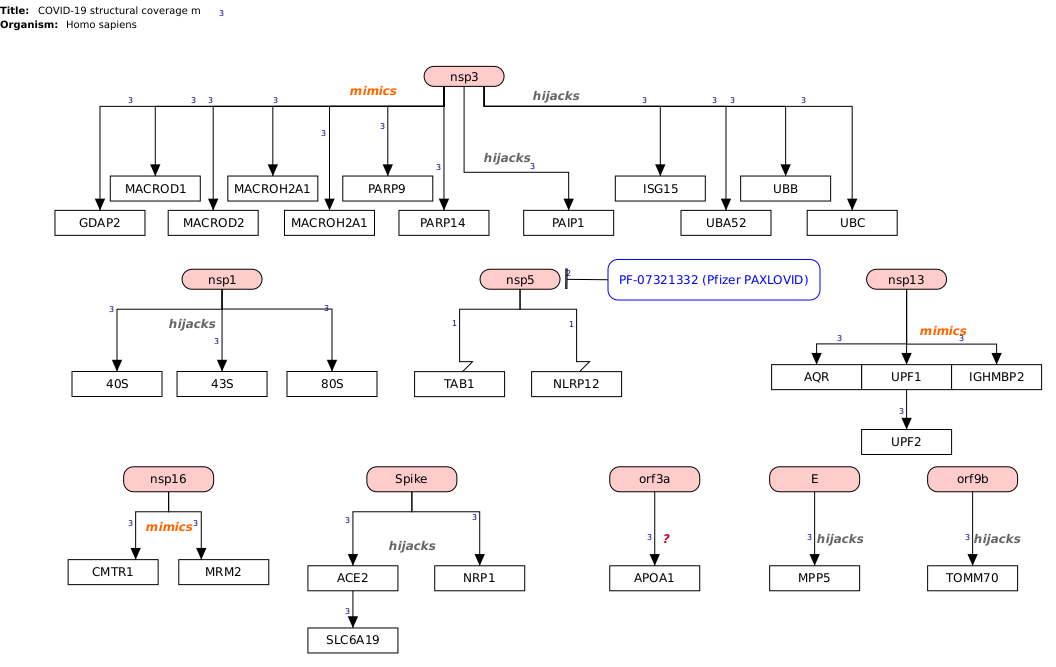 Title: COVID-19 structural coverage m 3
Organism: Homo sapiens
nsp3
mimics hijacks
3 3 3 3 3 3 3 3
3 3
hijacks
3 3
MACROD1 MACROH2A1 PARP9 ISG15 UBB
GDAP2 MACROD2 MACROH2A1 PARP14 PAIP1 UBA52 UBC
nsp1 nsp5 2 PF-07321332 (Pfizer PAXLOVID) nsp13
3 3
hijacks 1 1 mimics
3 3 3
40S 43S 80S TAB1 NLRP12 AQR UPF1 IGHMBP2
3
UPF2
nsp16 Spike orf3a E orf9b
3 mimics 3 3 3
hijacks 3 ? 3 hijacks 3 hijacks
CMTR1 MRM2 ACE2 NRP1 APOA1 MPP5 TOMM70
3
SLC6A19